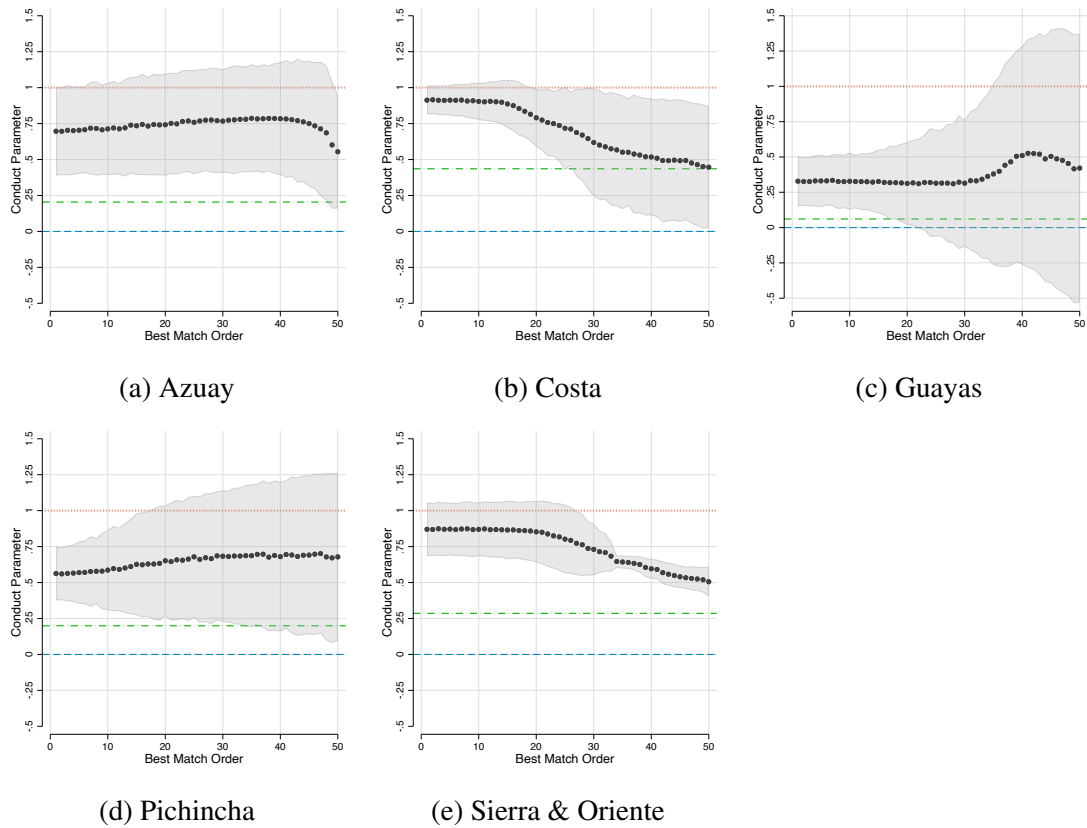 1.5
1.25
1
.75
.5
.25
0
-.25
-.5
Conduct Parameter
0 10 20 30 40 50
Best Match Order
(a) Azuay
1.5
1.25
1
.75
.5
.25
0
-.25
-.5
Conduct Parameter
0 10 20 30 40 50
Best Match Order
(b) Costa
1.5
1.25
1
.75
.5
.25
0
-.25
-.5
Conduct Parameter
0 10 20 30 40 50
Best Match Order
(c) Guayas
1.5
1.25
1
.75
.5
.25
0
-.25
-.5
Conduct Parameter
0 10 20 30 40 50
Best Match Order
(d) Pichincha
1.5
1.25
1
.75
.5
.25
0
-.25
-.5
Conduct Parameter
0 10 20 30 40 50
Best Match Order
(e) Sierra & Oriente